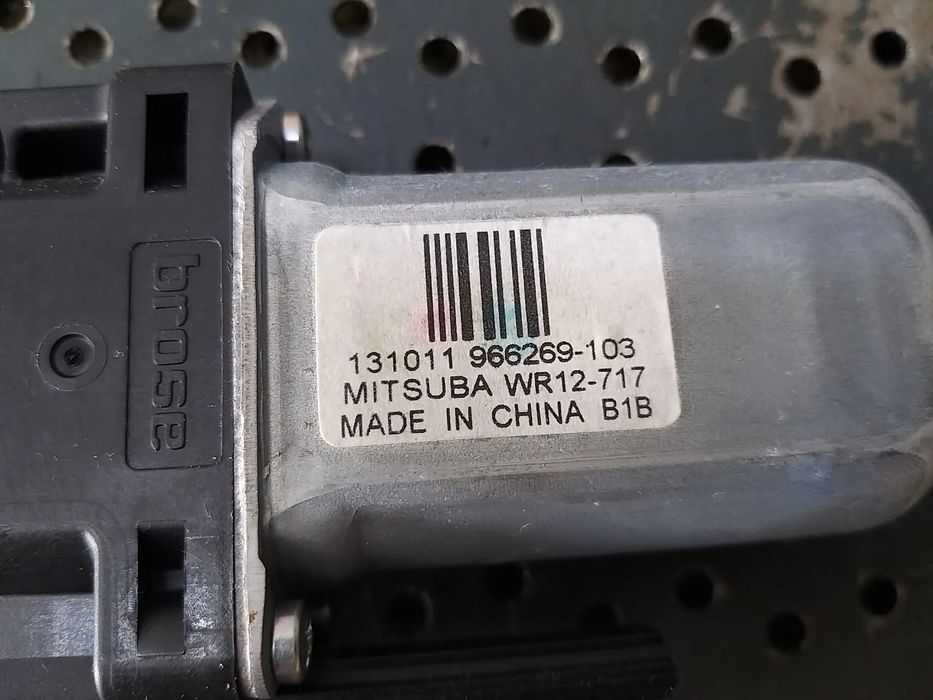 brose
131011 966269-103
MITSUBA WR12-717
MADE IN CHINA B1B